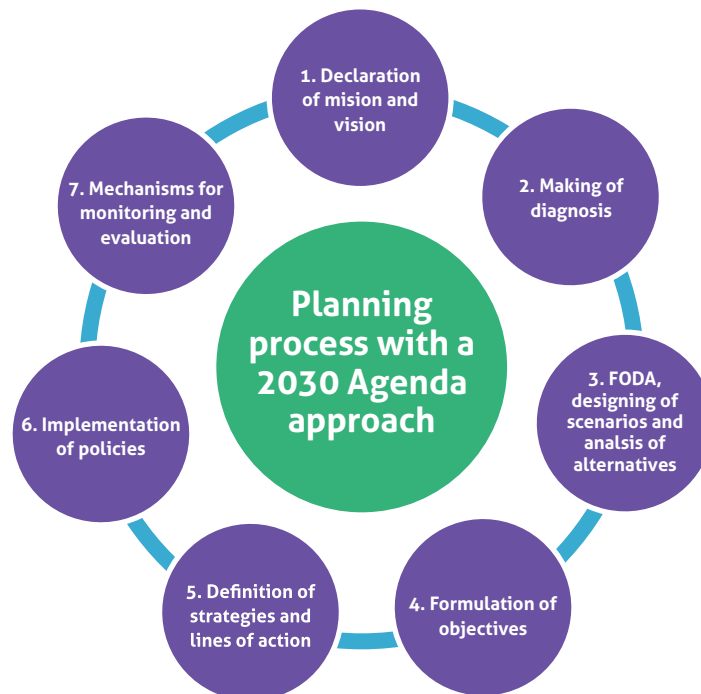 1. Declaration
of mision and
vision
2. Making of
diagnosis
3. FODA,
designing of
scenarios and
analsis of
alternatives
4. Formulation of
objectives
5. Definition of
strategies and
lines of action
6. Implementation
of policies
7. Mechanisms for
monitoring and
evaluation
Planning
process with a
2030 Agenda
approach